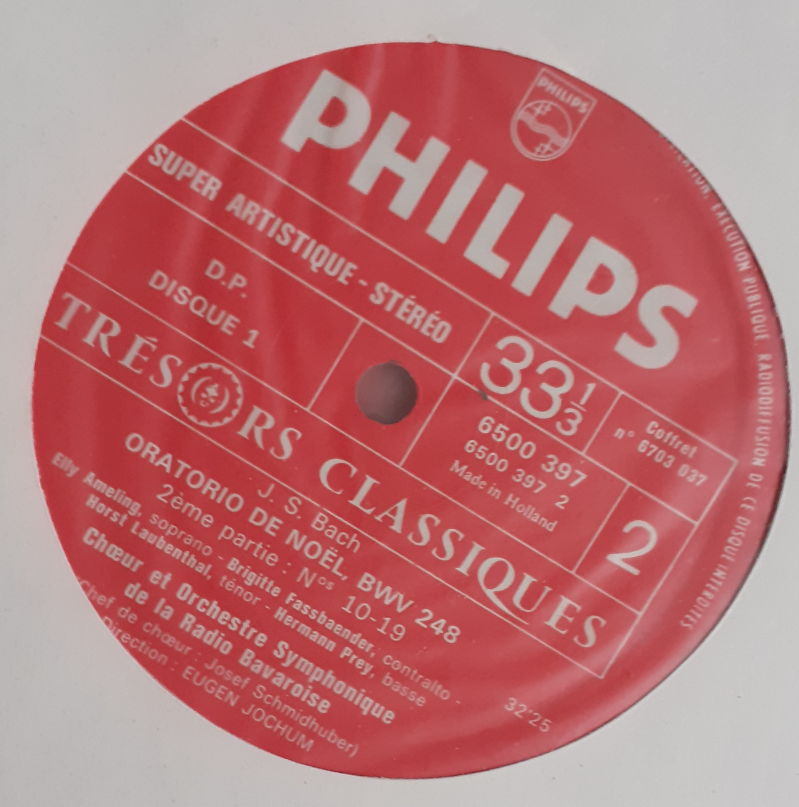 PHILIPS
PHILIPS
SUPER ARTISTIQUE - STÉRÉO
D.P.
DISQUE 1
33 1/3
6500 397
6500 397 2
Made in Holland
Coffret
n° 6703 037
2
TRÉSORS CLASSIQUES
J. S. Bach
ORATORIO DE NOËL, BWV 248
2ème partie : Nos 10-19
Elly Ameling, soprano - Brigitte Fassbaender, contralto -
Horst Laubenthal, ténor - Hermann Prey, basse
Chœur et Orchestre Symphonique
de la Radio Bavaroise
Chef de chœur : Josef Schmidhuber)
Direction : EUGEN JOCHUM
32'25
EXÉCUTION PUBLIQUE, RADIODIFFUSION DE CE DISQUE INTERDITES